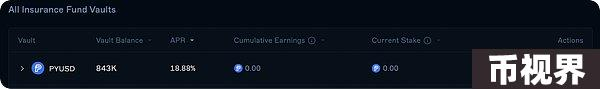 All Insurance Fund Vaults
Vault Vault Balance APR Cumulative Earnings Current Stake Actions
PYUSD 843K 18.88% 0.00 0.00
币视界